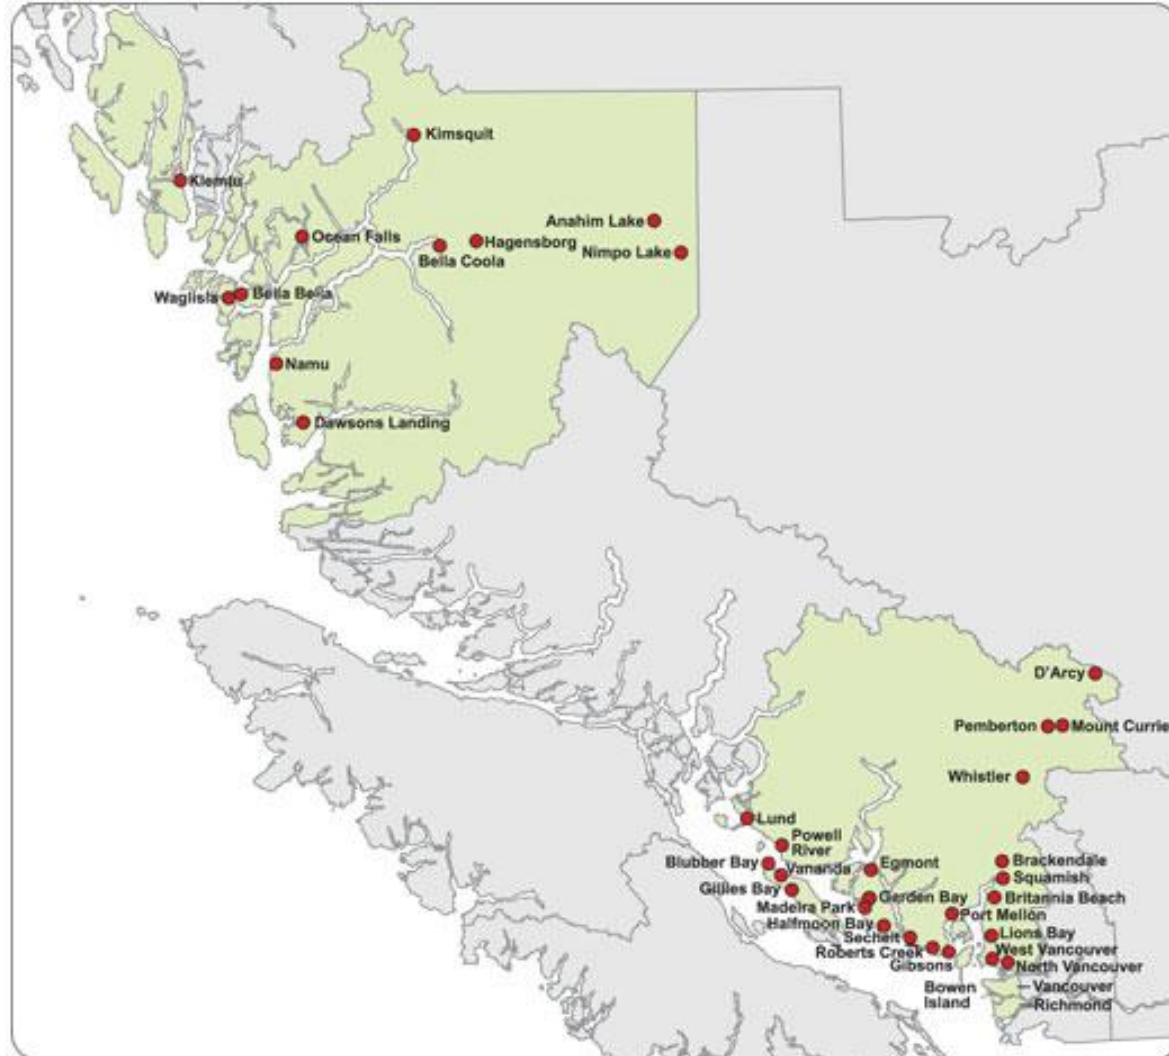 Kimsquit
Klemtu
Anahim Lake
Ocean Falls
Hagensborg
Nimpo Lake
Bella Coola
Waglisla
Bella Bella
Namu
Dawsons Landing
D'Arcy
Pemberton
Mount Currie
Whistler
Lund
Powell
River
Blubber Bay
Vananda
Egmont
Brackendale
Squamish
Gillies Bay
Gerden Bay
Britannia Beach
Madeira Park
Port Mellon
Halfmoon Bay
Lions Bay
Sechelt
Roberts Creek
West Vancouver
Gibsons
North Vancouver
Bowen
Island
Vancouver
Richmond